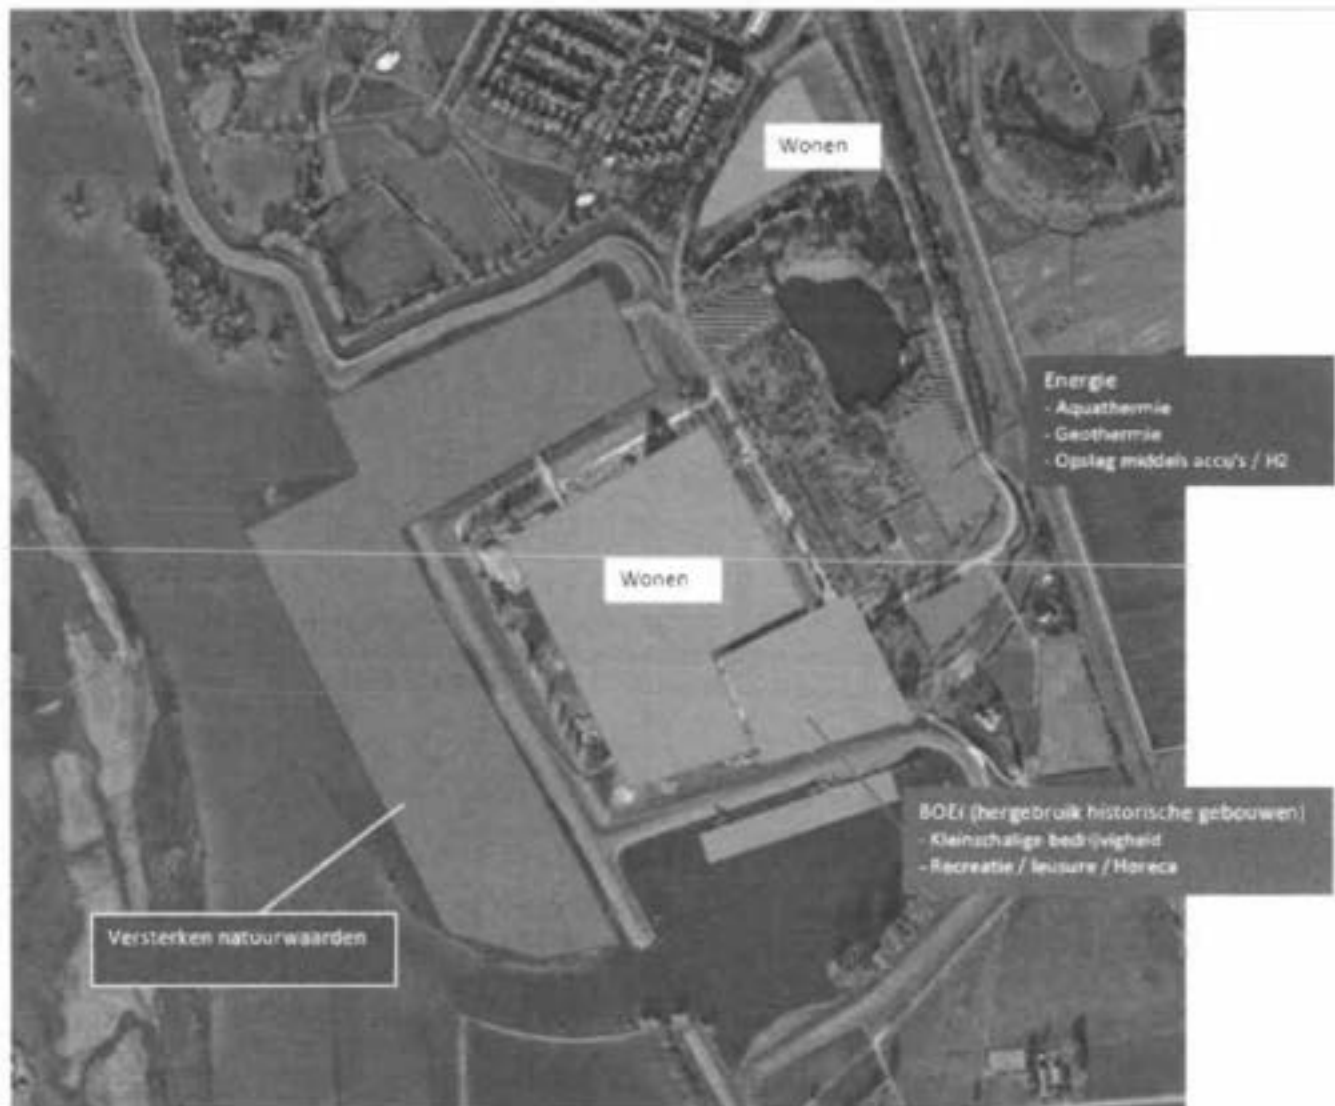 Wonen
Energie
- Aquathermie
- Geothermie
- Opslag middels accu's / H2
Wonen
BOEi (hergebruik historische gebouwen)
- Kleinschalige bedrijvigheid
- Recreatie / leusure / Horeca
Versterken natuurwaarden